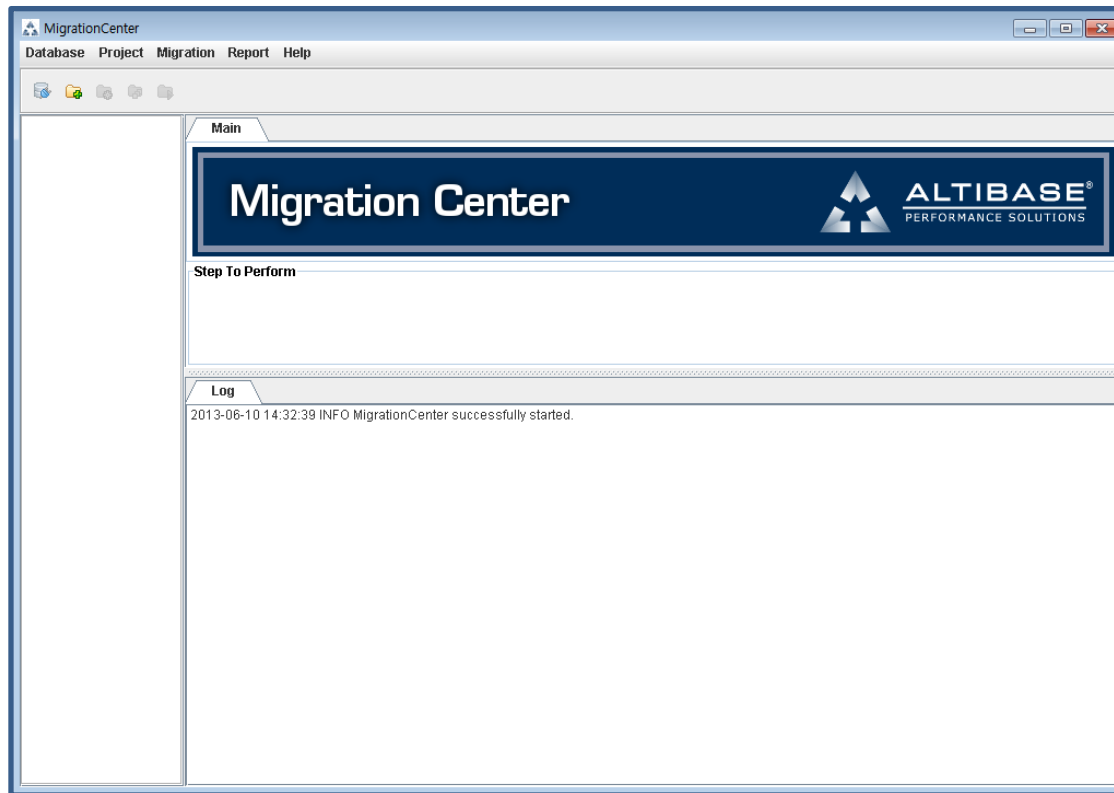 MigrationCenter
Database Project Migration Report Help
Main
Migration Center
ALTIBASE®
PERFORMANCE SOLUTIONS
Step To Perform
Log
2013-06-10 14:32:39 INFO MigrationCenter successfully started.